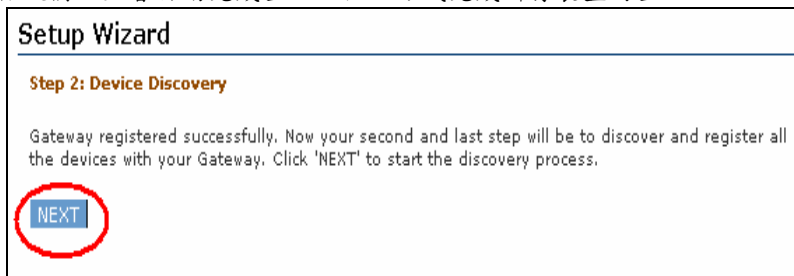 Setup Wizard
Step 2: Device Discovery
Gateway registered successfully. Now your second and last step will be to discover and register all
the devices with your Gateway. Click 'NEXT' to start the discovery process.
NEXT